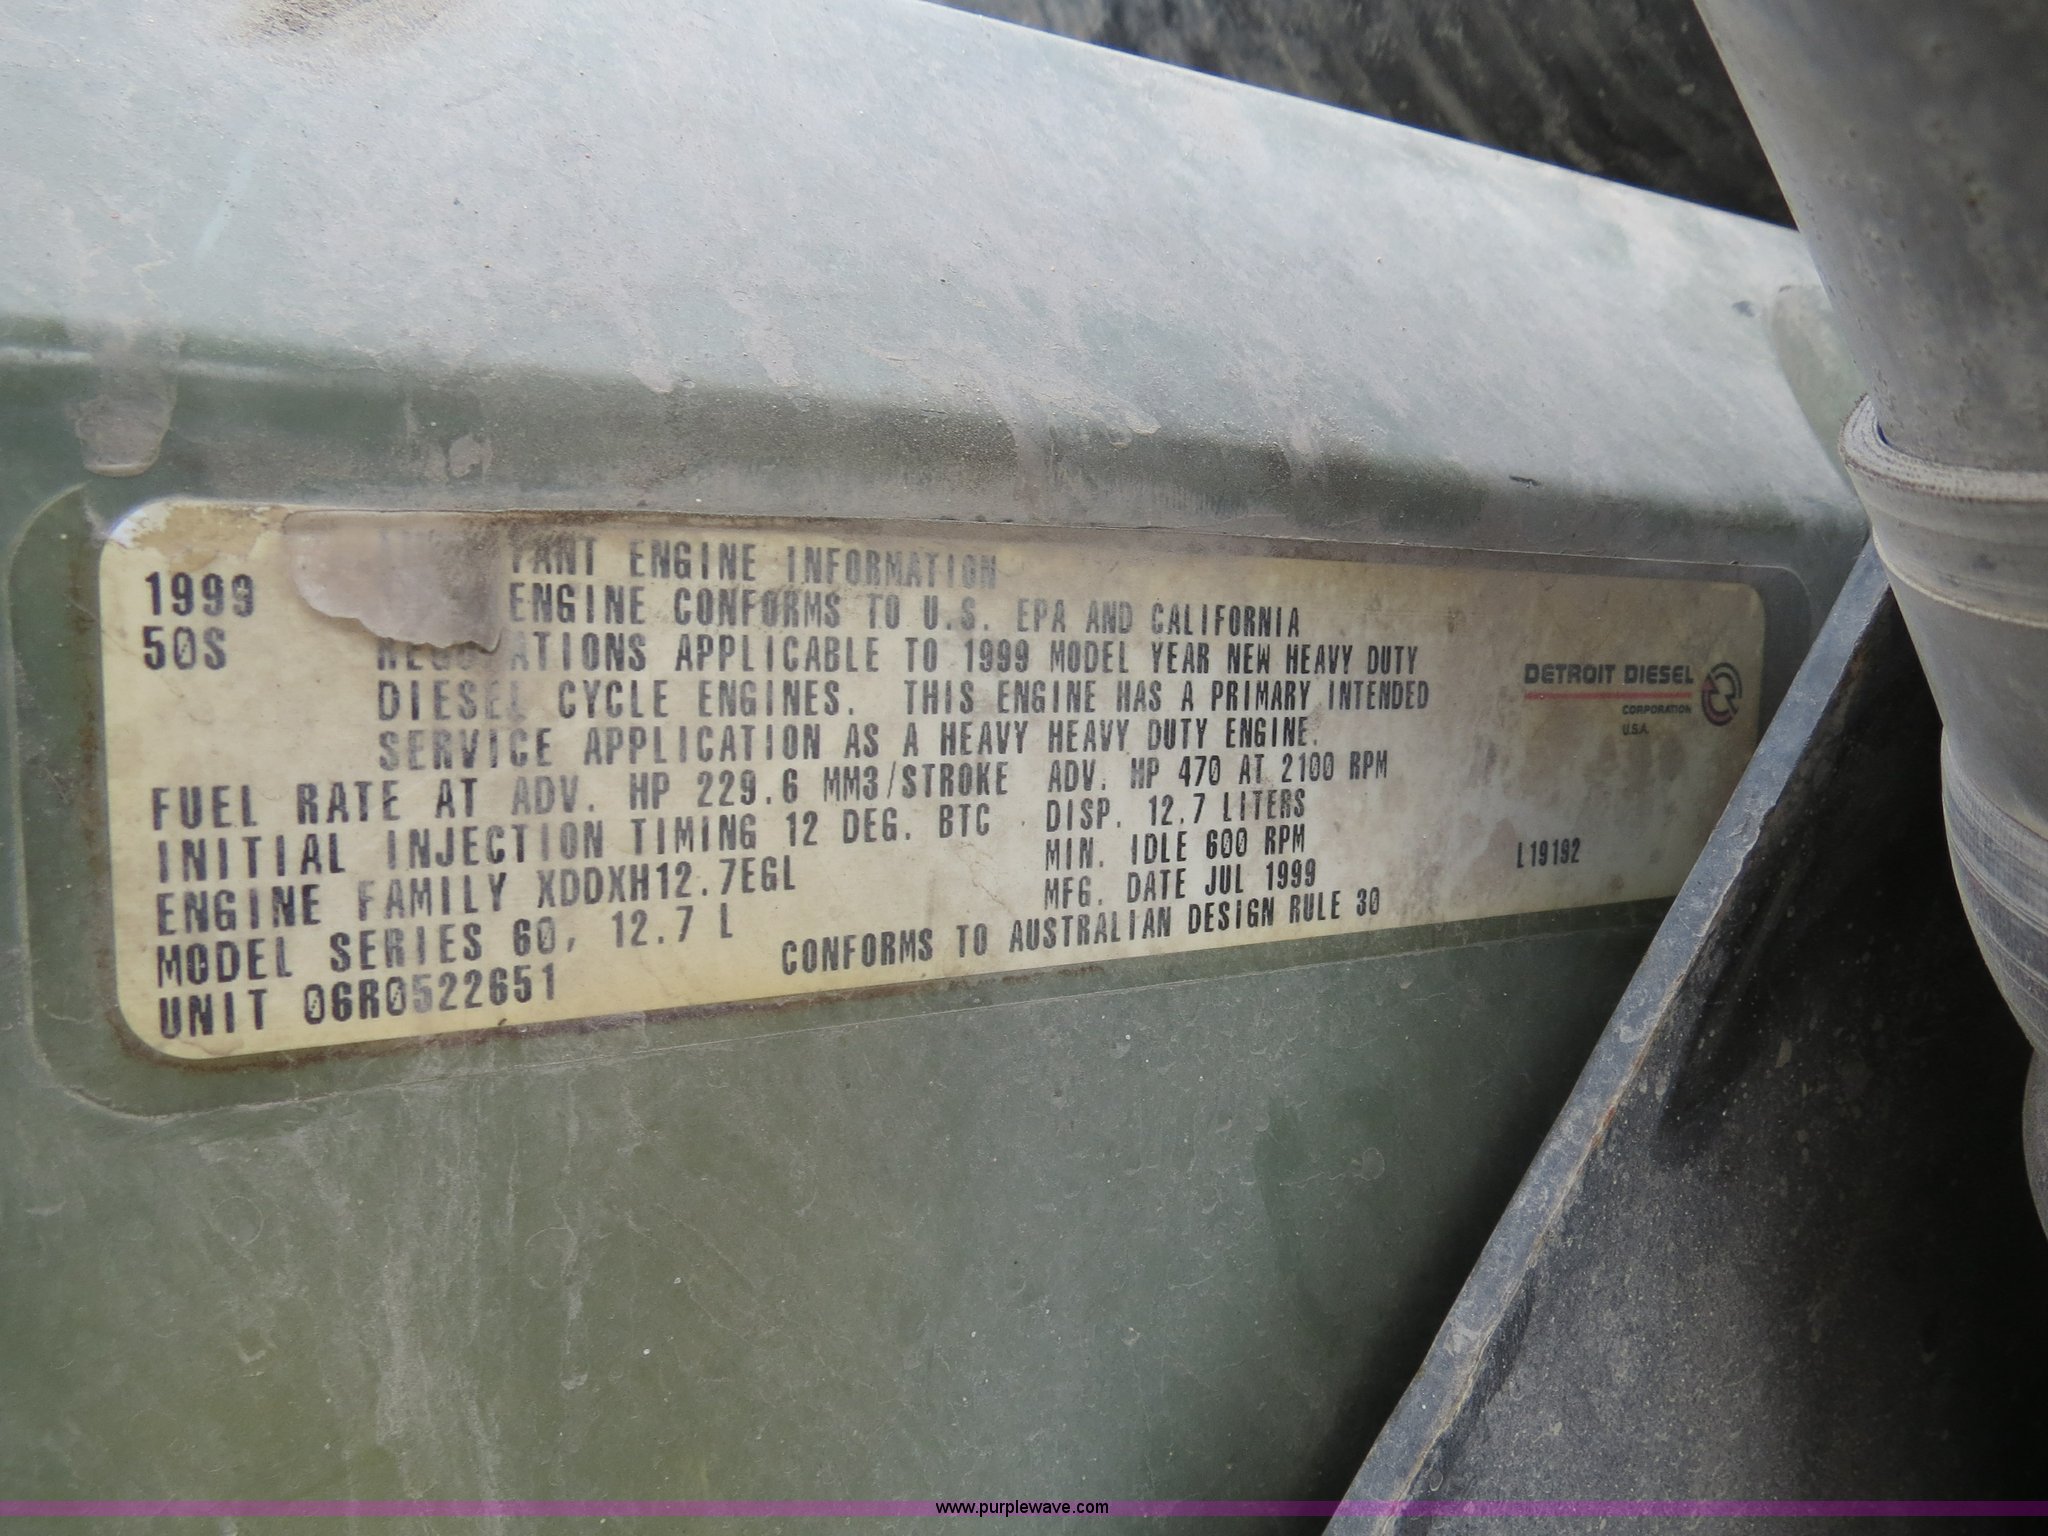 1999
50S
ENGINE INFORMATION
ENGINE CONFORMS TO U.S. EPA AND CALIFORNIA
APPLICABLE TO 1999 MODEL YEAR NEW HEAVY DUTY
DIESEL CYCLE ENGINES. THIS ENGINE HAS A PRIMARY INTENDED
SERVICE APPLICATION AS A HEAVY HEAVY DUTY ENGINE.
FUEL RATE AT ADV. HP 229.6 MM3/STROKE ADV. HP 470 AT 2100 RPM
INITIAL INJECTION TIMING 12 DEG. BTC DISP. 12.7 LITERS
ENGINE FAMILY XDDXH12.7EGL MIN. IDLE 600 RPM
MODEL SERIES 60, 12.7 L MFG. DATE JUL 1999
UNIT 06R0522651 CONFORMS TO AUSTRALIAN DESIGN RULE 30
DETROIT DIESEL
CORPORATION
U.S.A.
L19192
www.purplewave.com